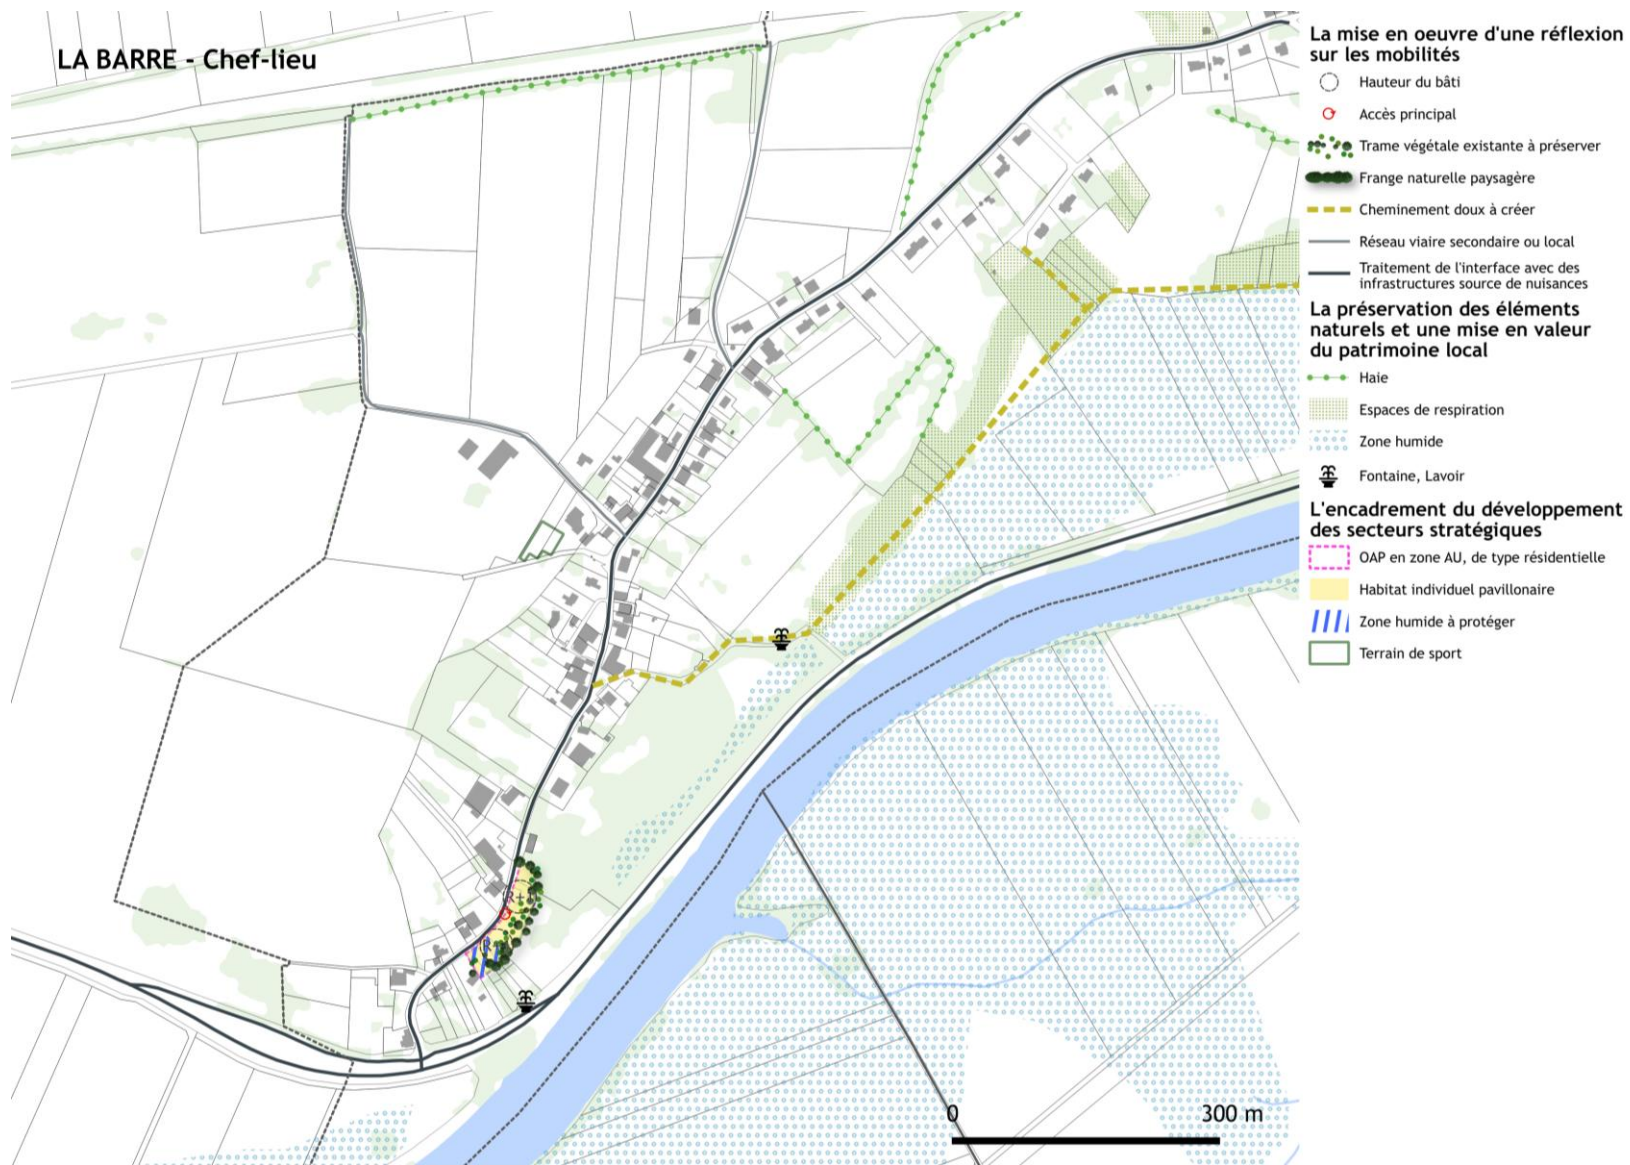 LA BARRE - Chef-lieu
La mise en oeuvre d'une réflexion
sur les mobilités
Hauteur du bâti
Accès principal
Trame végétale existante à préserver
Frange naturelle paysagère
Cheminement doux à créer
Réseau viaire secondaire ou local
Traitement de l'interface avec des
infrastructures source de nuisances
La préservation des éléments
naturels et une mise en valeur
du patrimoine local
Haie
Espaces de respiration
Zone humide
Fontaine, Lavoir
L'encadrement du développement
des secteurs stratégiques
OAP en zone AU, de type résidentielle
Habitat individuel pavillonaire
Zone humide à protéger
Terrain de sport
0 300 m